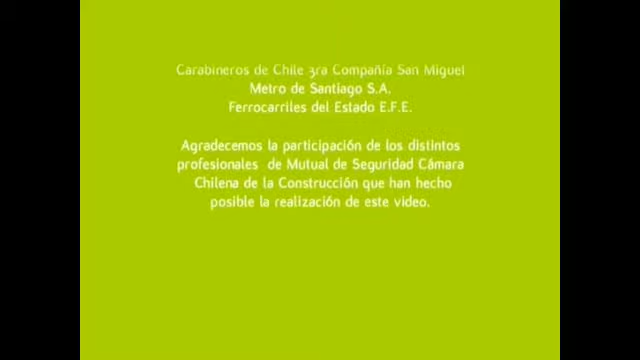 Carabineros de Chile 3ra Compañía San Miguel
Metro de Santiago S.A.
Ferrocarriles del Estado E.F.E.
Agradecemos la participación de los distintos
profesionales de Mutual de Seguridad Cámara
Chilena de la Construcción que han hecho
posible la realización de este video.